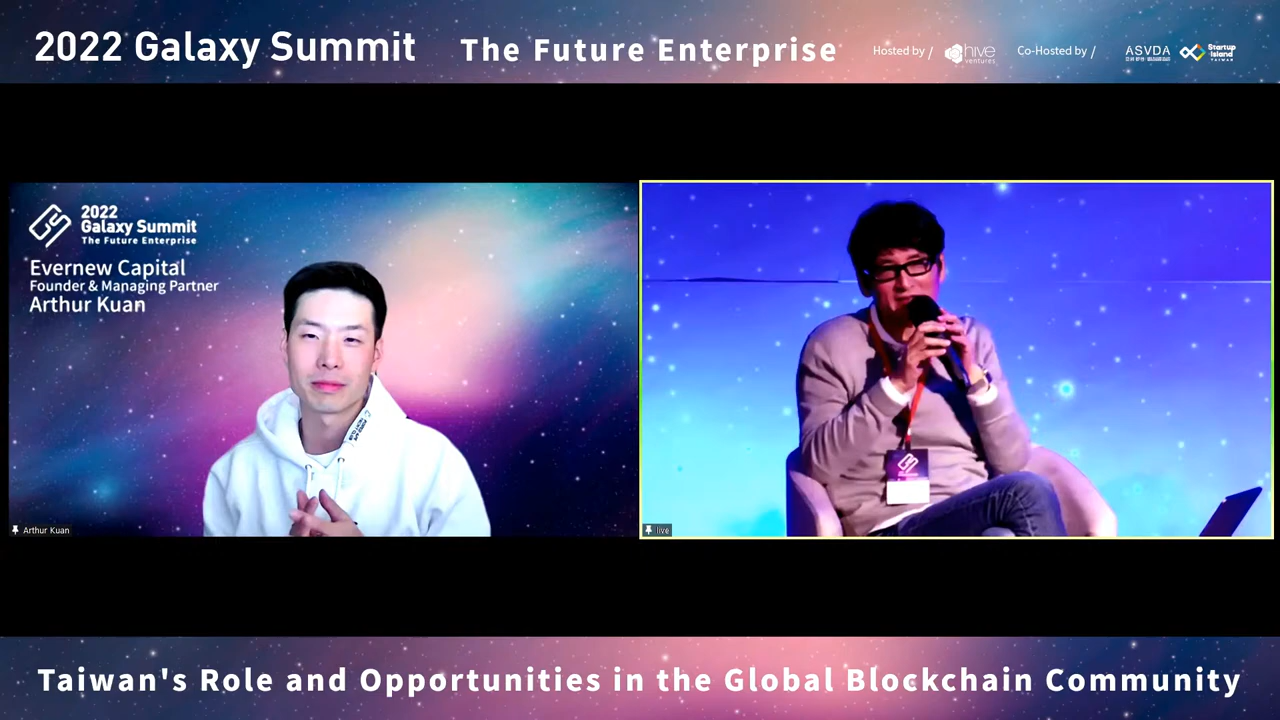 2022 Galaxy Summit The Future Enterprise Hosted by / hive ventures Co-Hosted by / ASVDA Startup Island TAIWAN
2022
Galaxy Summit
The Future Enterprise
Evernew Capital
Founder & Managing Partner
Arthur Kuan
Arthur Kuan
live
Taiwan's Role and Opportunities in the Global Blockchain Community